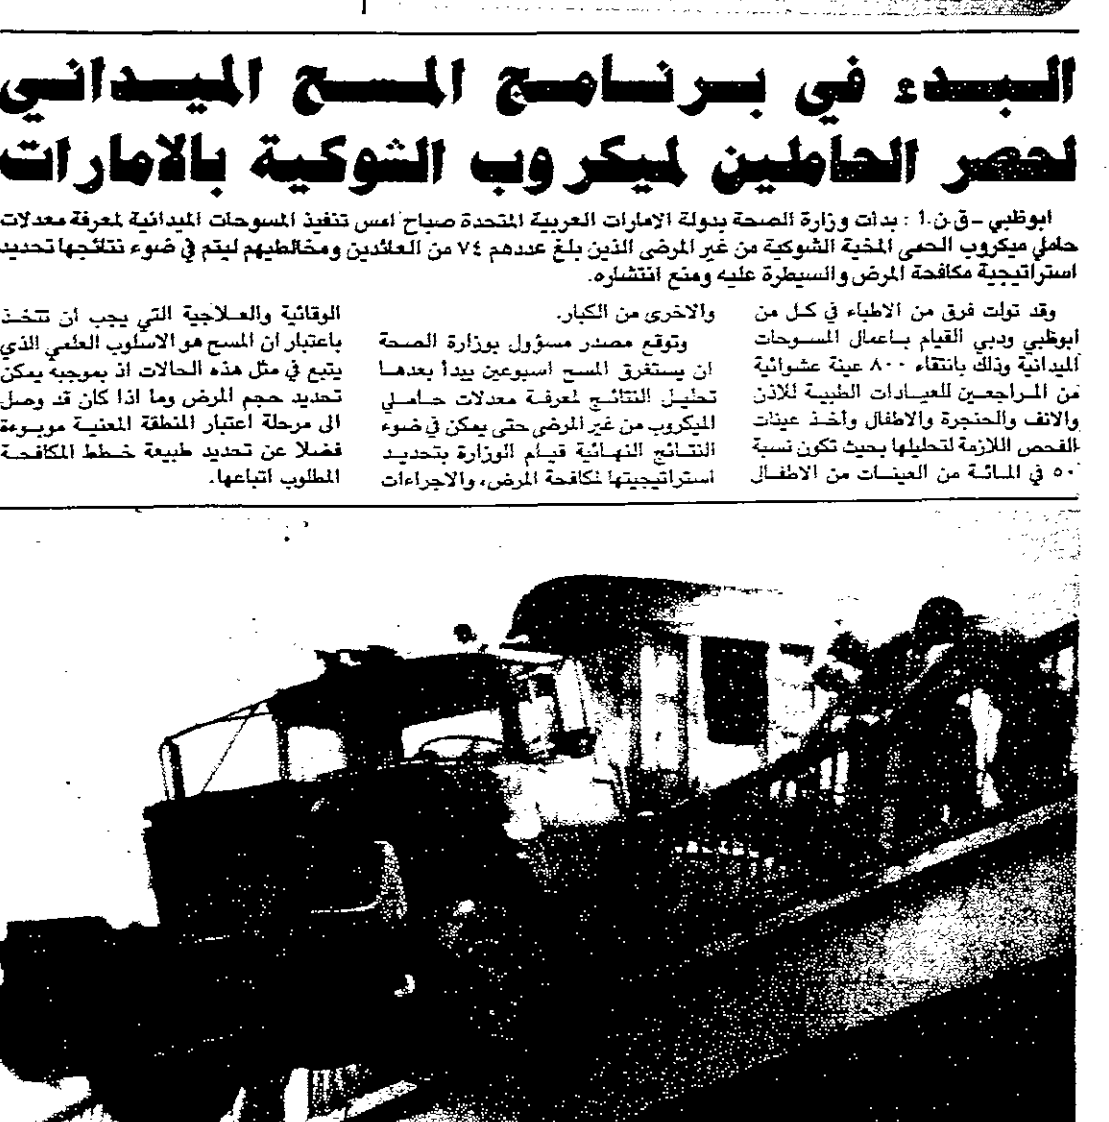 البدء في برنامج المسح الميداني
لحصر الحاملين لميكروب الشوكية بالامارات
ابوظبي - ق.ن.أ : بدأت وزارة الصحة بدولة الامارات العربية المتحدة صباح امس تنفيذ المسوحات الميدانية لمعرفة معدلات
حاملي ميكروب الحمى المخية الشوكية من غير المرضى الذين بلغ عددهم ٧٤ من العائدين ومخالطيهم ليتم في ضوء نتائجها تحديد
استراتيجية مكافحة المرض والسيطرة عليه ومنع انتشاره.
وقد تولت فرق من الاطباء في كل من
ابوظبي ودبي القيام باعمال المسوحات
الميدانية وذلك بانتقاء ٨٠٠ عينة عشوائية
من المراجعين للعيادات الطبية للاذن
والانف والحنجرة والاطفال وأخذ عينات
الفحص اللازمة لتحليلها بحيث تكون نسبة
٥٠ في المائة من العينات من الاطفال
والاخرى من الكبار.
وتوقع مصدر مسؤول بوزارة الصحة
ان يستغرق المسح اسبوعين يبدأ بعدها
تحليل النتائج لمعرفة معدلات حاملي
الميكروب من غير المرضى حتى يمكن في ضوء
النتائج النهائية قيام الوزارة بتحديد
استراتيجيتها لمكافحة المرض، والاجراءات
الوقائية والعلاجية التي يجب ان تتخذ
باعتبار ان المسح هو الاسلوب العلمي الذي
يتبع في مثل هذه الحالات اذ بموجبه يمكن
تحديد حجم المرض وما اذا كان قد وصل
الى مرحلة اعتبار المنطقة المعنية موبوءة
فضلا عن تحديد طبيعة خطط المكافحة
المطلوب اتباعها.